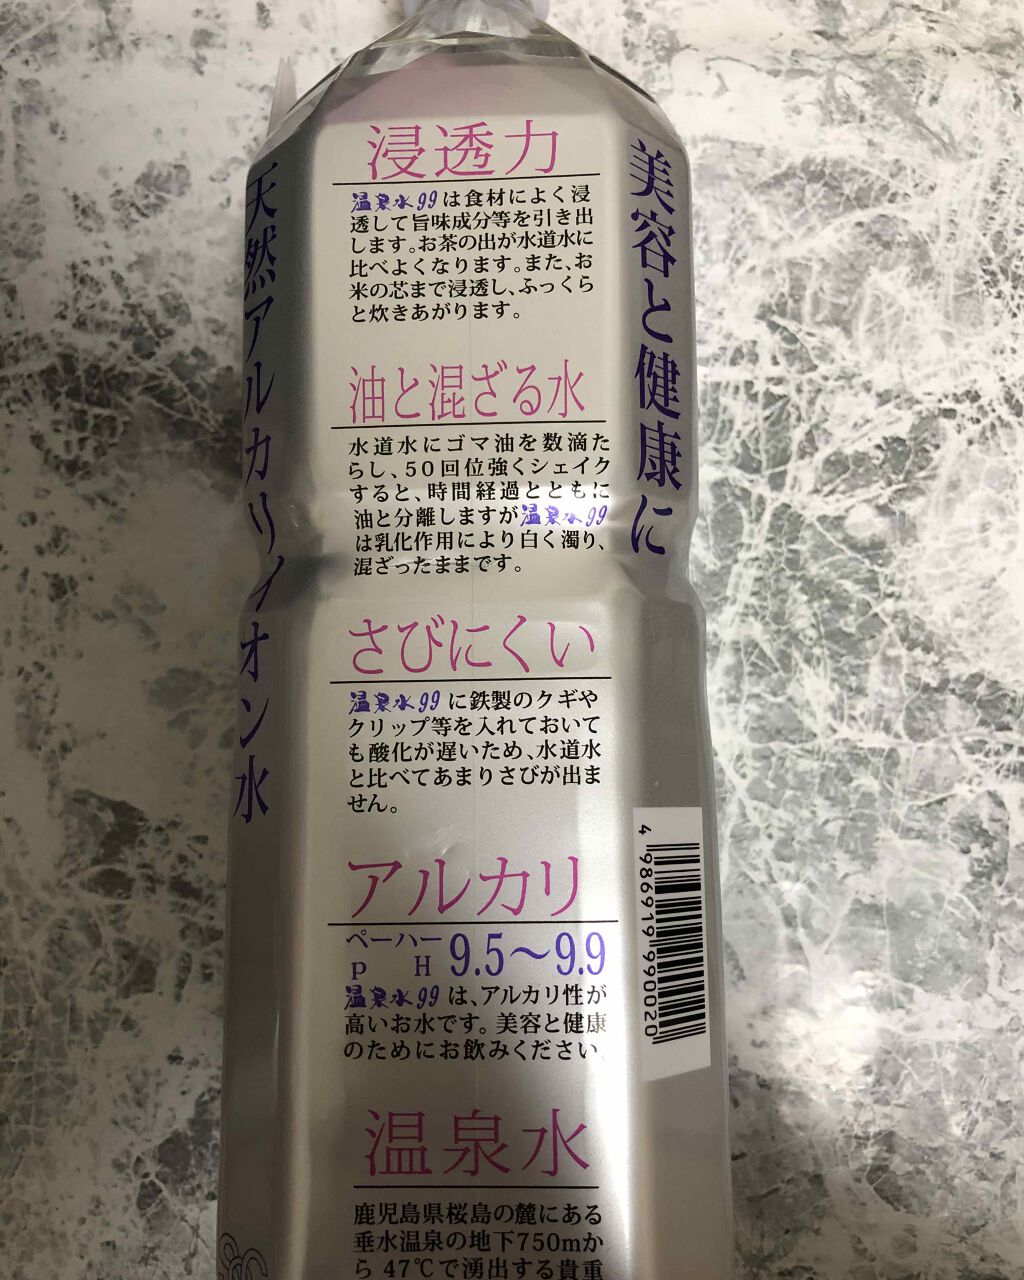 天然アルカリイオン水
浸透力
温泉水99は食材によく浸
透して旨味成分等を引き出
します。お茶の出が水道水に
比べよくなります。また、お
米の芯まで浸透し、ふっくら
と炊きあがります。
油と混ざる水
水道水にゴマ油を数滴た
らし、50回位強くシェイク
すると、時間経過とともに
油と分離しますが温泉水99
は乳化作用により白く濁り、
混ざったままです。
さびにくい
温泉水99に鉄製のクギや
クリップ等を入れておいて
も酸化が遅いため、水道水
と比べてあまりさびが出ま
せん。
アルカリ
ペーハー
pH 9.5〜9.9
温泉水99は、アルカリ性が
高いお水です。美容と健康
のためにお飲みください。
温泉水
鹿児島県桜島の麓にある
垂水温泉の地下750mか
ら47℃で湧出する貴重
美容と健康に
4 986919 990020